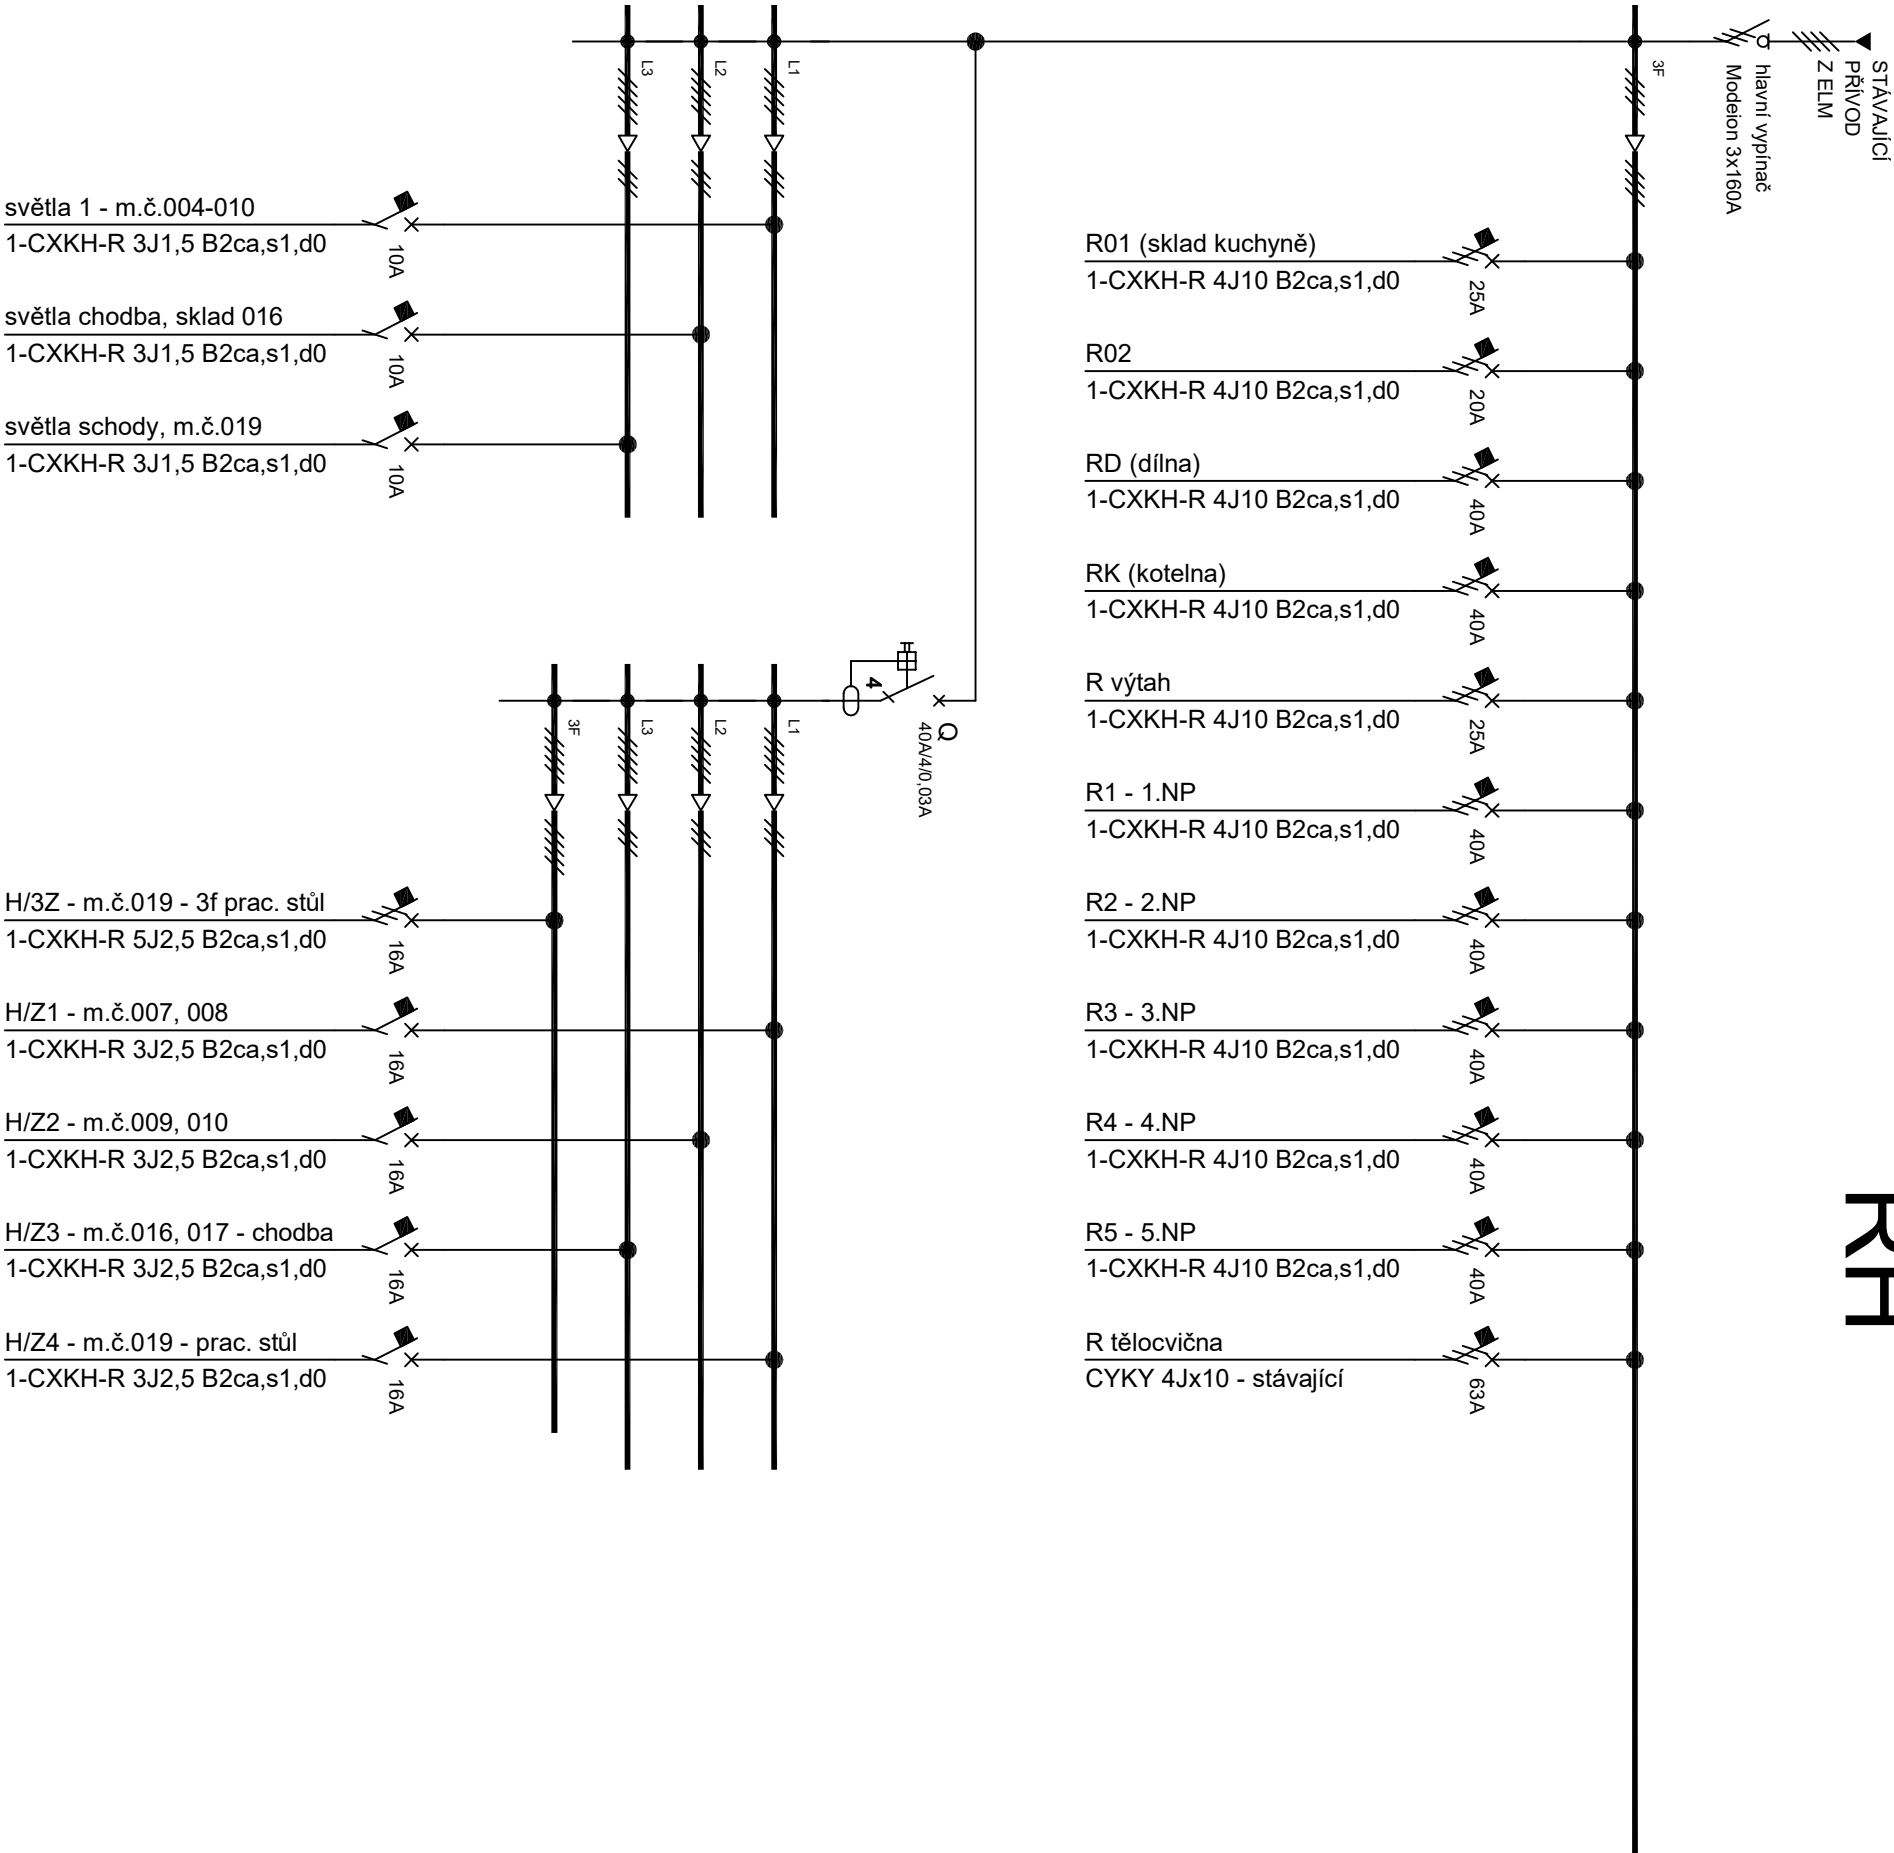 STÁVAJÍCÍ
PŘÍVOD
Z ELM
hlavní vypínač
Modeion 3x160A
3F
L1
L2
L3
světla 1 - m.č.004-010
1-CXKH-R 3J1,5 B2ca,s1,d0
10A
světla chodba, sklad 016
1-CXKH-R 3J1,5 B2ca,s1,d0
10A
světla schody, m.č.019
1-CXKH-R 3J1,5 B2ca,s1,d0
10A
R01 (sklad kuchyně)
1-CXKH-R 4J10 B2ca,s1,d0
25A
R02
1-CXKH-R 4J10 B2ca,s1,d0
20A
RD (dílna)
1-CXKH-R 4J10 B2ca,s1,d0
40A
RK (kotelna)
1-CXKH-R 4J10 B2ca,s1,d0
40A
R výtah
1-CXKH-R 4J10 B2ca,s1,d0
25A
R1 - 1.NP
1-CXKH-R 4J10 B2ca,s1,d0
40A
R2 - 2.NP
1-CXKH-R 4J10 B2ca,s1,d0
40A
R3 - 3.NP
1-CXKH-R 4J10 B2ca,s1,d0
40A
R4 - 4.NP
1-CXKH-R 4J10 B2ca,s1,d0
40A
R5 - 5.NP
1-CXKH-R 4J10 B2ca,s1,d0
40A
R tělocvična
CYKY 4Jx10 - stávající
63A
Q
40A/4/0,03A
4
L1
L2
L3
3F
H/3Z - m.č.019 - 3f prac. stůl
1-CXKH-R 5J2,5 B2ca,s1,d0
16A
H/Z1 - m.č.007, 008
1-CXKH-R 3J2,5 B2ca,s1,d0
16A
H/Z2 - m.č.009, 010
1-CXKH-R 3J2,5 B2ca,s1,d0
16A
H/Z3 - m.č.016, 017 - chodba
1-CXKH-R 3J2,5 B2ca,s1,d0
16A
H/Z4 - m.č.019 - prac. stůl
1-CXKH-R 3J2,5 B2ca,s1,d0
16A
RH